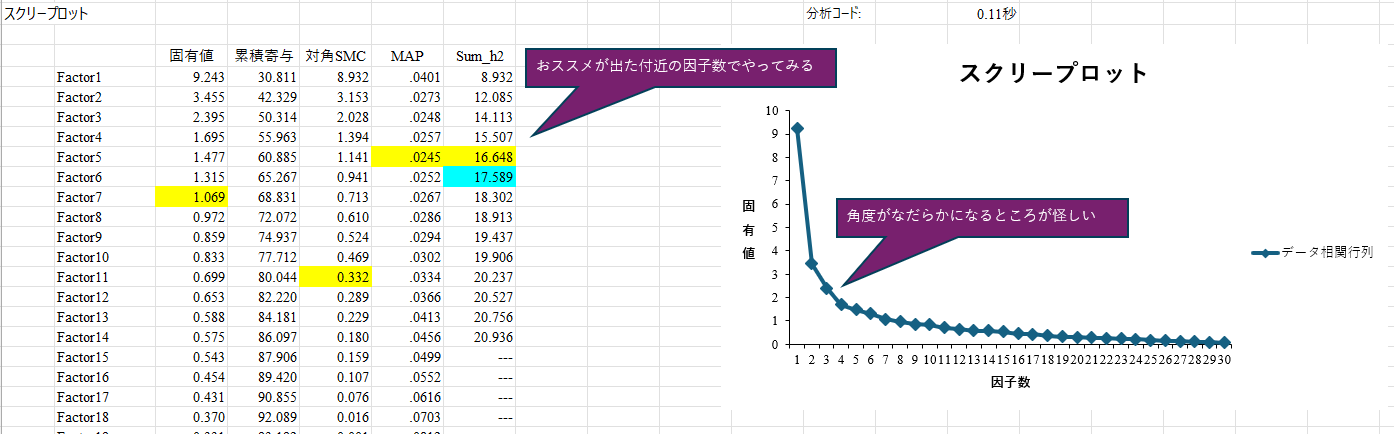 スクリープロット 分析コード: 0.11秒
固有値 累積寄与 対角SMC MAP Sum_h2
Factor1 9.243 30.811 8.932 .0401 8.932
Factor2 3.455 42.329 3.153 .0273 12.085
Factor3 2.395 50.314 2.028 .0248 14.113
Factor4 1.695 55.963 1.394 .0257 15.507
Factor5 1.477 60.885 1.141 .0245 16.648
Factor6 1.315 65.267 0.941 .0252 17.589
Factor7 1.069 68.831 0.713 .0267 18.302
Factor8 0.972 72.072 0.610 .0286 18.913
Factor9 0.859 74.937 0.524 .0294 19.437
Factor10 0.833 77.712 0.469 .0302 19.906
Factor11 0.699 80.044 0.332 .0334 20.237
Factor12 0.653 82.220 0.289 .0366 20.527
Factor13 0.588 84.181 0.229 .0413 20.756
Factor14 0.575 86.097 0.180 .0456 20.936
Factor15 0.543 87.906 0.159 .0499 ---
Factor16 0.454 89.420 0.107 .0552 ---
Factor17 0.431 90.855 0.076 .0616 ---
Factor18 0.370 92.089 0.016 .0703 ---
おススメが出た付近の因子数でやってみる
スクリープロット
10
9
8
7
6
5
4
3
2
1
0
固有値
角度がなだらかになるところが怪しい
データ相関行列
1 2 3 4 5 6 7 8 9 10 11 12 13 14 15 16 17 18 19 20 21 22 23 24 25 26 27 28 29 30
因子数